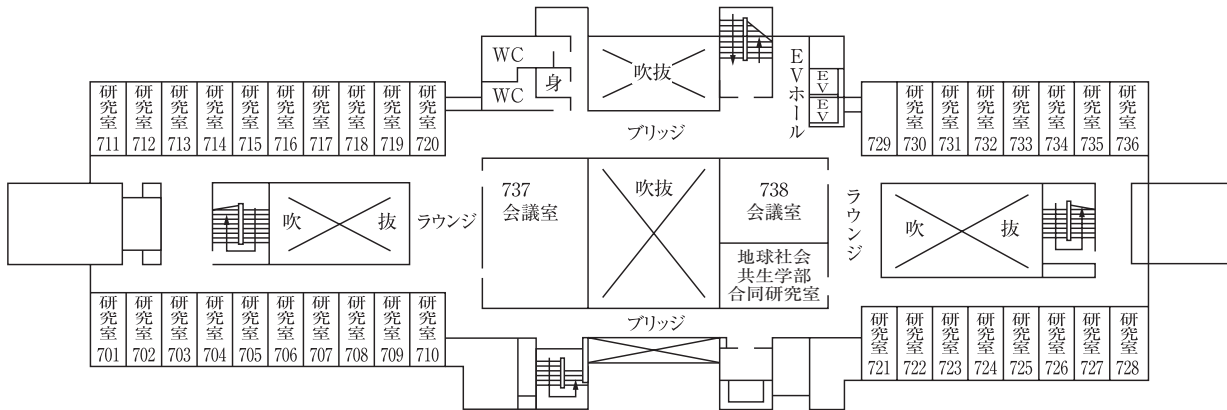 WC
WC
身
吹抜
EVホール
EV
EV
研究室 711
研究室 712
研究室 713
研究室 714
研究室 715
研究室 716
研究室 717
研究室 718
研究室 719
研究室 720
ブリッジ
729
研究室 730
研究室 731
研究室 732
研究室 733
研究室 734
研究室 735
研究室 736
吹 抜
ラウンジ
737
会議室
吹抜
738
会議室
地球社会
共生学部
合同研究室
ラウンジ
吹 抜
ブリッジ
研究室 701
研究室 702
研究室 703
研究室 704
研究室 705
研究室 706
研究室 707
研究室 708
研究室 709
研究室 710
研究室 721
研究室 722
研究室 723
研究室 724
研究室 725
研究室 726
研究室 727
研究室 728